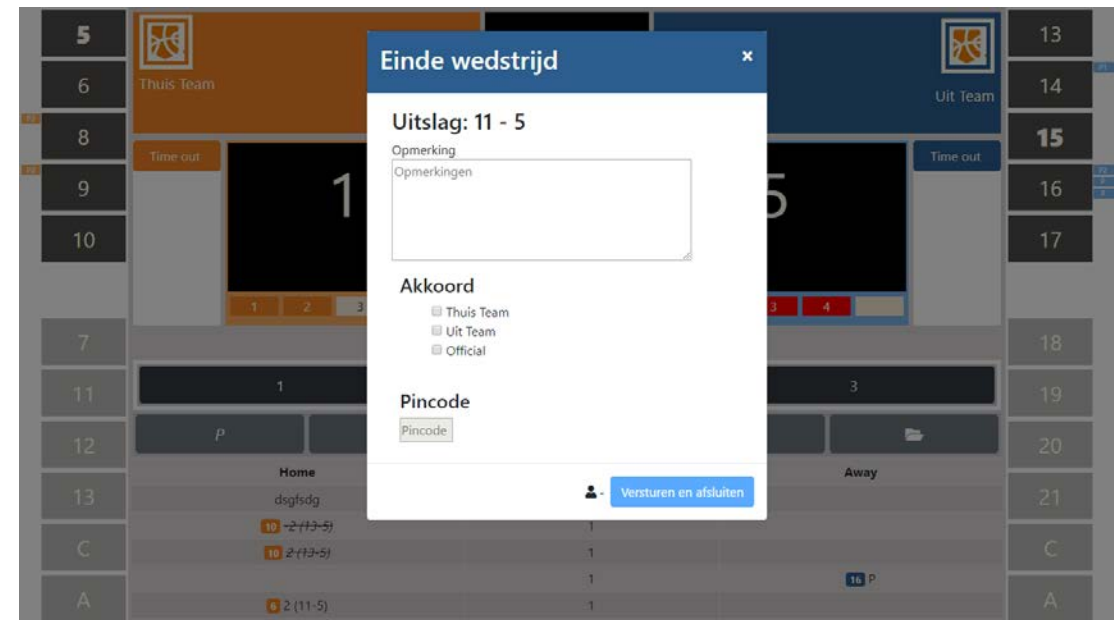 5
6
8
9
10
7
11
12
13
C
A
Thuis Team
Time out
1
1 2 3
1
P
Einde wedstrijd ×
Uitslag: 11 - 5
Opmerking
Opmerkingen
Akkoord
Thuis Team
Uit Team
Official
Pincode
Pincode
- Versturen en afsluiten
Uit Team
Time out
5
3 4
3
Home Away
dsgfsdg
10 -2 (13-5) 1
10 2 (13-5) 1
1 16 P
6 2 (11-5) 1
13
14
15
16
17
18
19
20
21
C
A